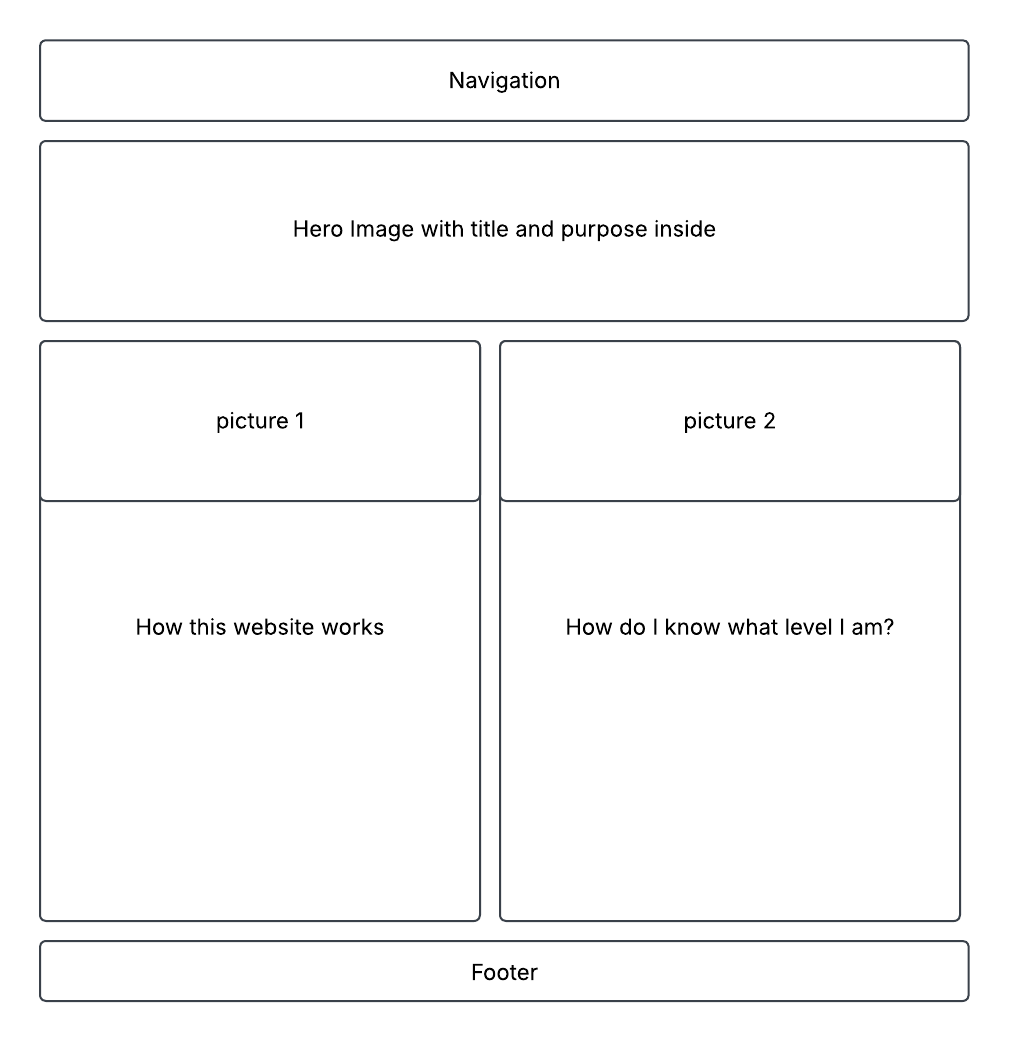 Navigation
Hero Image with title and purpose inside
picture 1
picture 2
How this website works
How do I know what level I am?
Footer